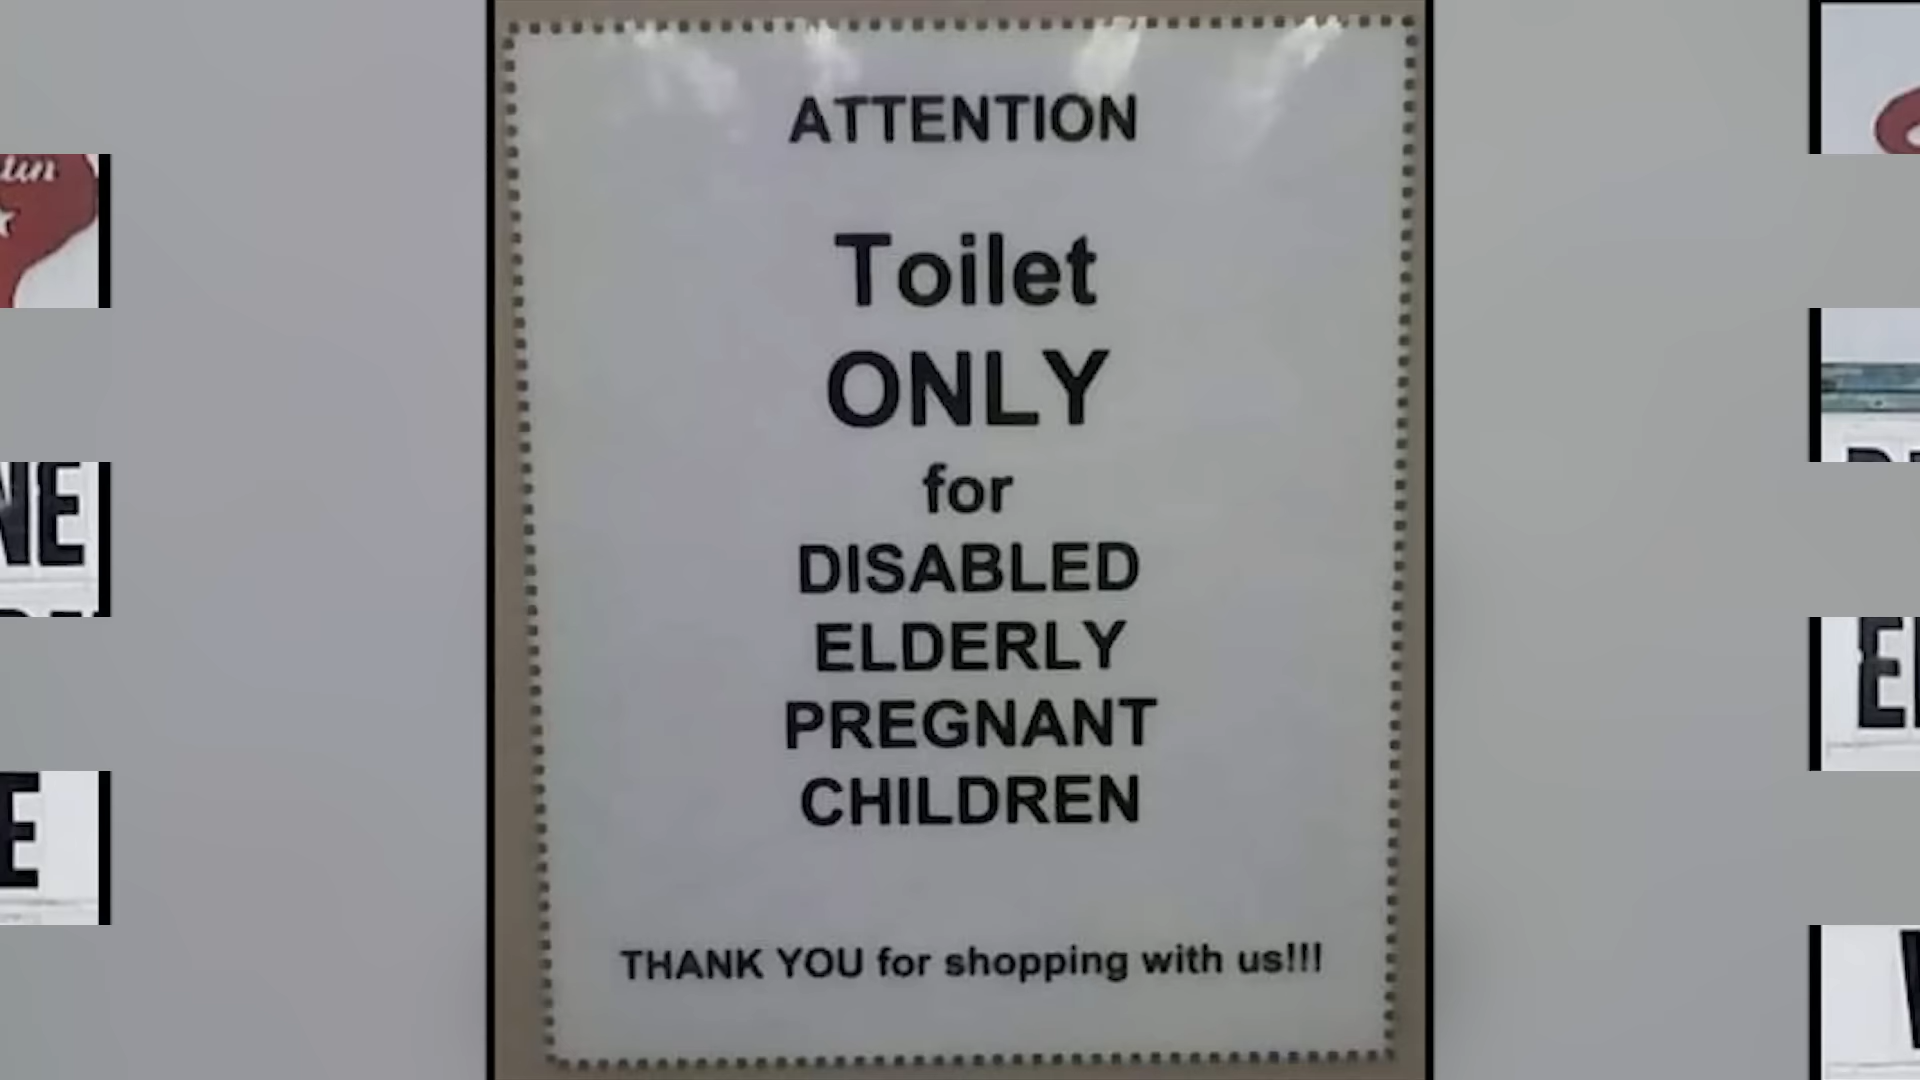 ATTENTION
Toilet
ONLY
for
DISABLED
ELDERLY
PREGNANT
CHILDREN
THANK YOU for shopping with us!!!